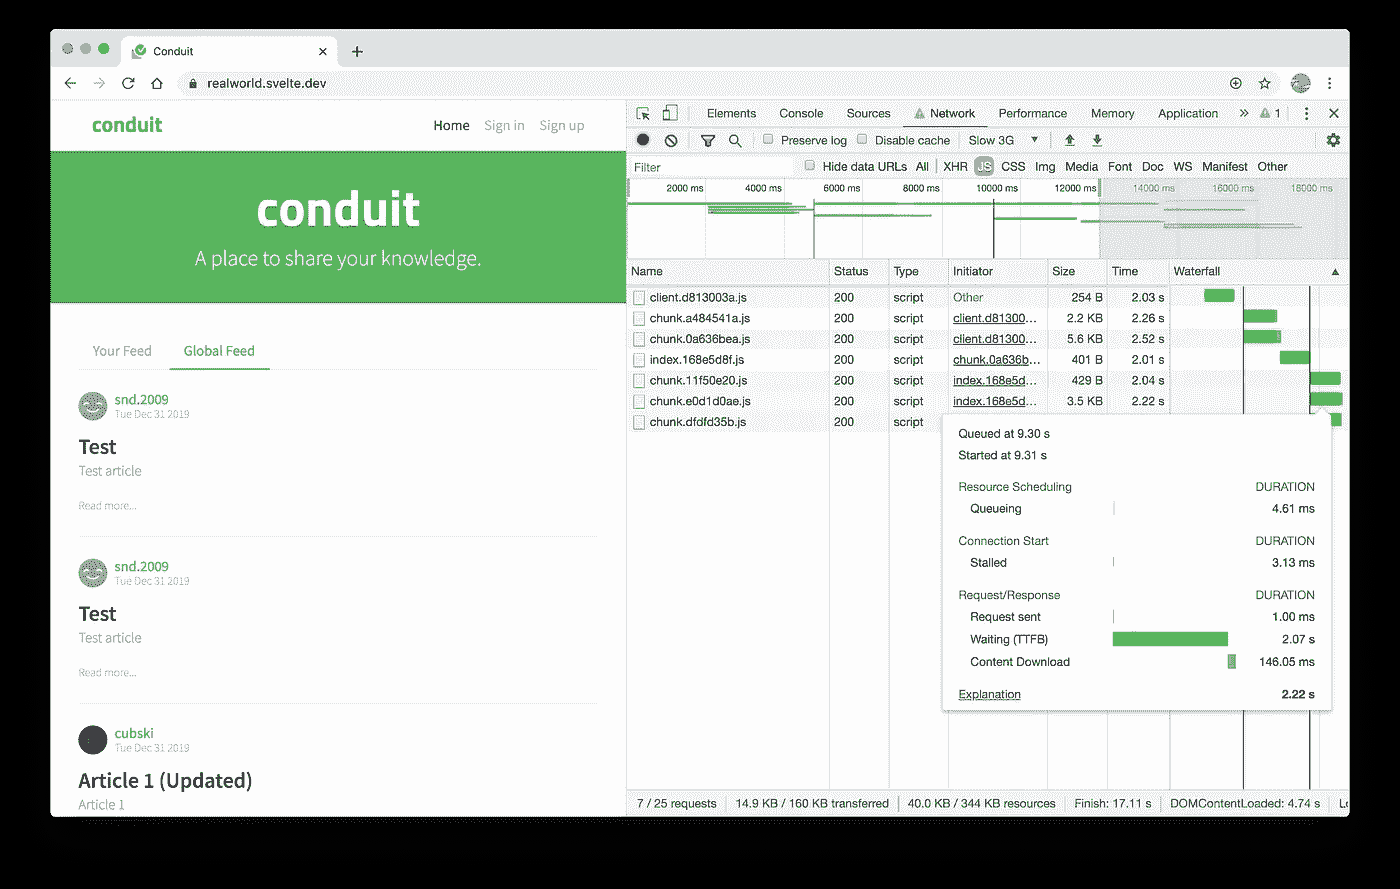 Conduit
realworld.svelte.dev
conduit
Home Sign in Sign up
conduit
A place to share your knowledge.
Your Feed Global Feed
snd.2009
Tue Dec 31 2019
Test
Test article
Read more...
snd.2009
Tue Dec 31 2019
Test
Test article
Read more...
cubski
Tue Dec 31 2019
Article 1 (Updated)
Article 1
Elements Console Sources Network Performance Memory Application » 1
Preserve log Disable cache Slow 3G
Filter Hide data URLs All XHR JS CSS Img Media Font Doc WS Manifest Other
2000 ms 4000 ms 6000 ms 8000 ms 10000 ms 12000 ms 14000 ms 16000 ms 18000 ms
Name Status Type Initiator Size Time Waterfall
client.d813003a.js 200 script Other 254 B 2.03 s
chunk.a484541a.js 200 script client.d81300... 2.2 KB 2.26 s
chunk.0a636bea.js 200 script client.d81300... 5.6 KB 2.52 s
index.168e5d8f.js 200 script chunk.0a636b... 401 B 2.01 s
chunk.11f50e20.js 200 script index.168e5d... 429 B 2.04 s
chunk.e0d1d0ae.js 200 script index.168e5d... 3.5 KB 2.22 s
chunk.dfdfd35b.js 200 script
Queued at 9.30 s
Started at 9.31 s
Resource Scheduling DURATION
Queueing 4.61 ms
Connection Start DURATION
Stalled 3.13 ms
Request/Response DURATION
Request sent 1.00 ms
Waiting (TTFB) 2.07 s
Content Download 146.05 ms
Explanation 2.22 s
7 / 25 requests 14.9 KB / 160 KB transferred 40.0 KB / 344 KB resources Finish: 17.11 s DOMContentLoaded: 4.74 s